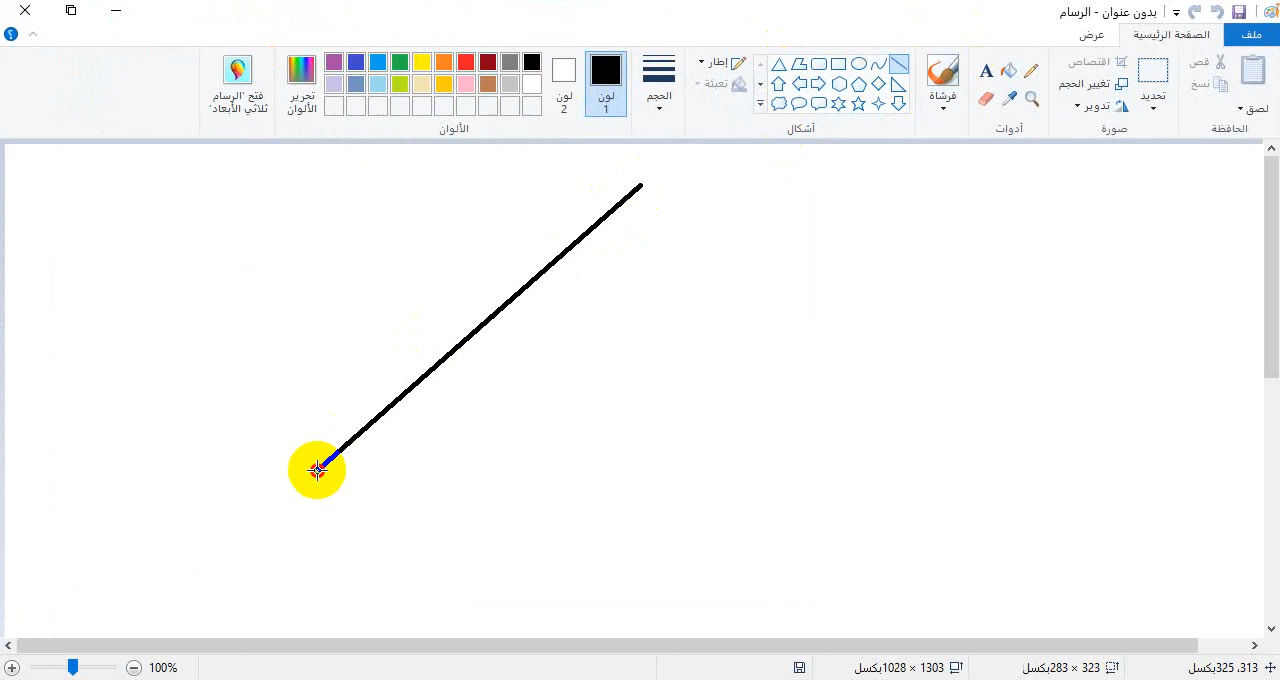 بدون عنوان - الرسام
ملف
الصفحة الرئيسية
عرض
لصق
قص
نسخ
الحافظة
تحديد
اقتصاص
تغيير الحجم
تدوير
صورة
A
أدوات
فرشاة
إطار
تعبئة
أشكال
الحجم
لون
1
لون
2
تحرير
الألوان
الألوان
فتح 'الرسام
ثلاثي الأبعاد'
313، 325بكسل
323 × 283بكسل
1303 × 1028بكسل
100%